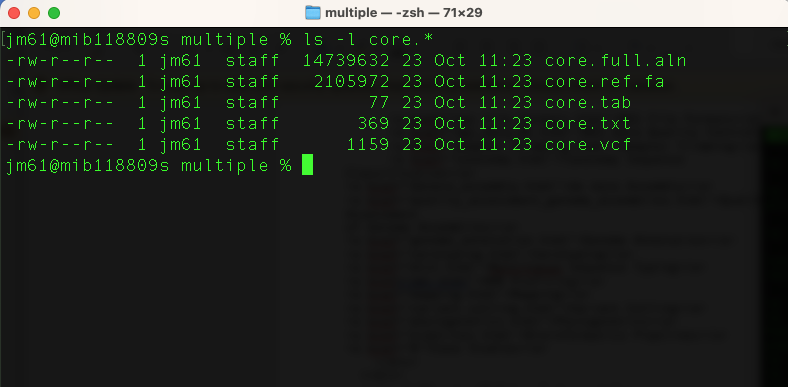 multiple — -zsh — 71×29
[jm61@mib118809s multiple % ls -l core.*
-rw-r--r-- 1 jm61 staff 14739632 23 Oct 11:23 core.full.aln
-rw-r--r-- 1 jm61 staff 2105972 23 Oct 11:23 core.ref.fa
-rw-r--r-- 1 jm61 staff 77 23 Oct 11:23 core.tab
-rw-r--r-- 1 jm61 staff 369 23 Oct 11:23 core.txt
-rw-r--r-- 1 jm61 staff 1159 23 Oct 11:23 core.vcf
jm61@mib118809s multiple %